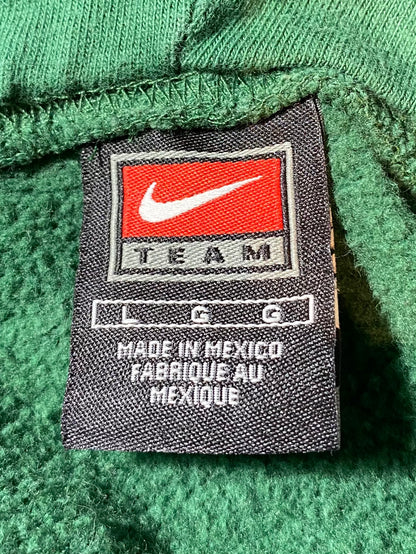 TEAM
L G G
MADE IN MEXICO
FABRIQUE AU
MEXIQUE